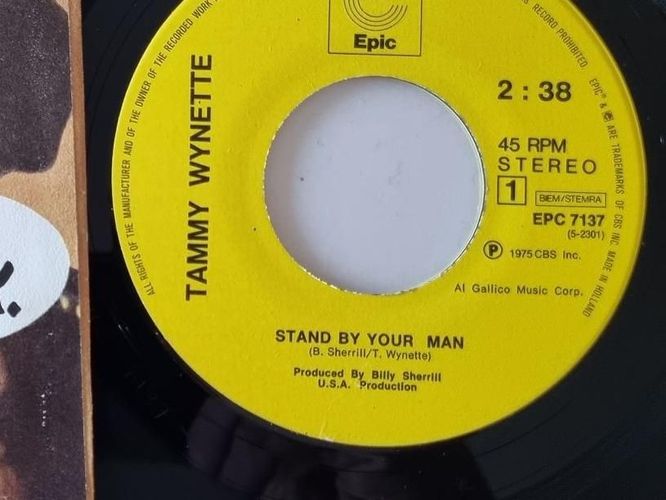 Epic
TAMMY WYNETTE
2 : 38
45 RPM
STEREO
1
BIEM/STEMRA
EPC 7137
(5-2301)
Ⓟ 1975 CBS Inc.
Al Gallico Music Corp.
STAND BY YOUR MAN
(B. Sherrill/T. Wynette)
Produced By Billy Sherrill
U.S.A. Production
ALL RIGHTS OF THE MANUFACTURER AND OF THE OWNER OF THE RECORDED WORK
RECORD PROHIBITED. EPIC® & ARE TRADEMARKS OF CBS INC. MADE IN HOLLAND